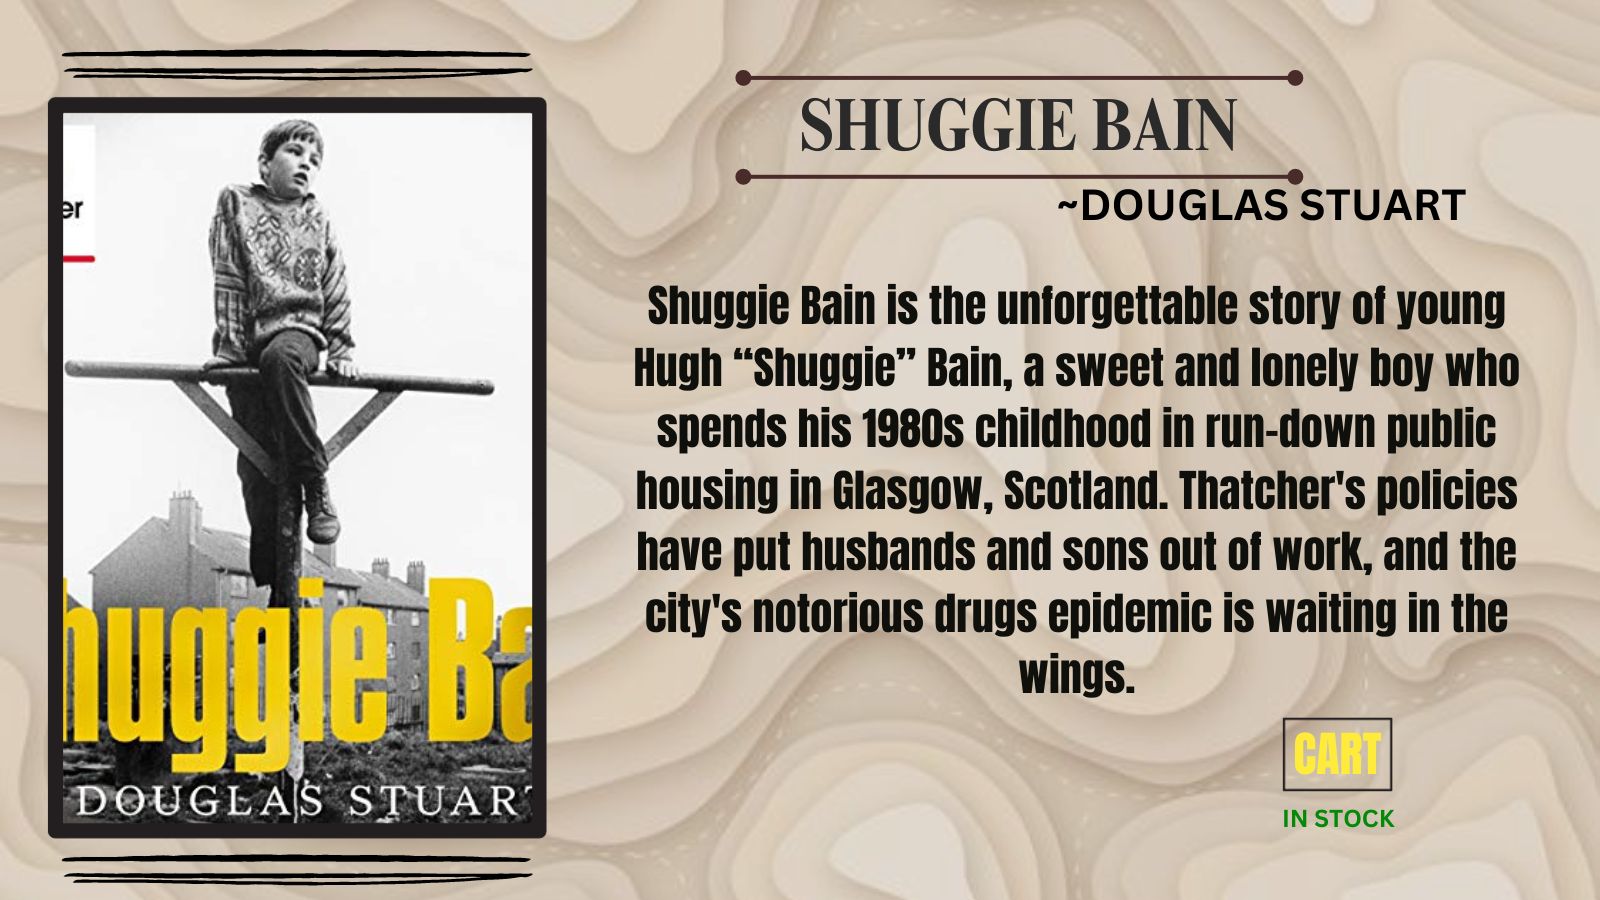 er
huggie Ba
DOUGLAS STUART
SHUGGIE BAIN
~DOUGLAS STUART
Shuggie Bain is the unforgettable story of young
Hugh “Shuggie” Bain, a sweet and lonely boy who
spends his 1980s childhood in run-down public
housing in Glasgow, Scotland. Thatcher's policies
have put husbands and sons out of work, and the
city's notorious drugs epidemic is waiting in the
wings.
CART
IN STOCK